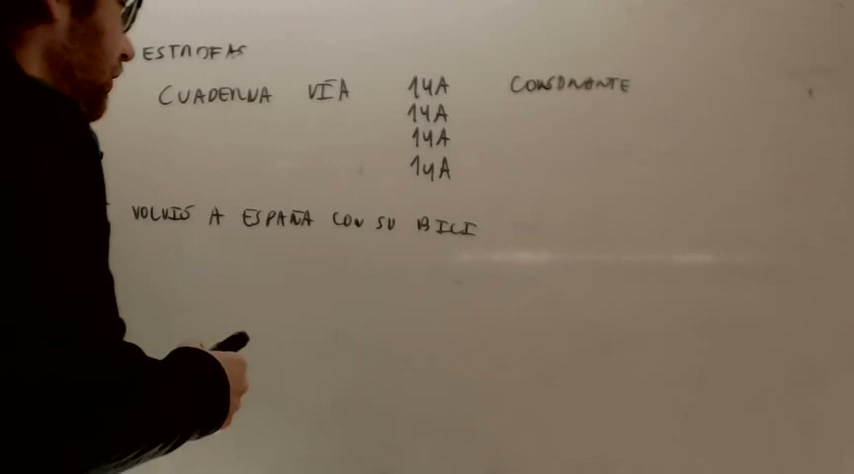 ESTROFAS
CUADERNA VÍA 14A CONSONANTE
14A
14A
14A
VOLVIÓ A ESPAÑA CON SU BICI